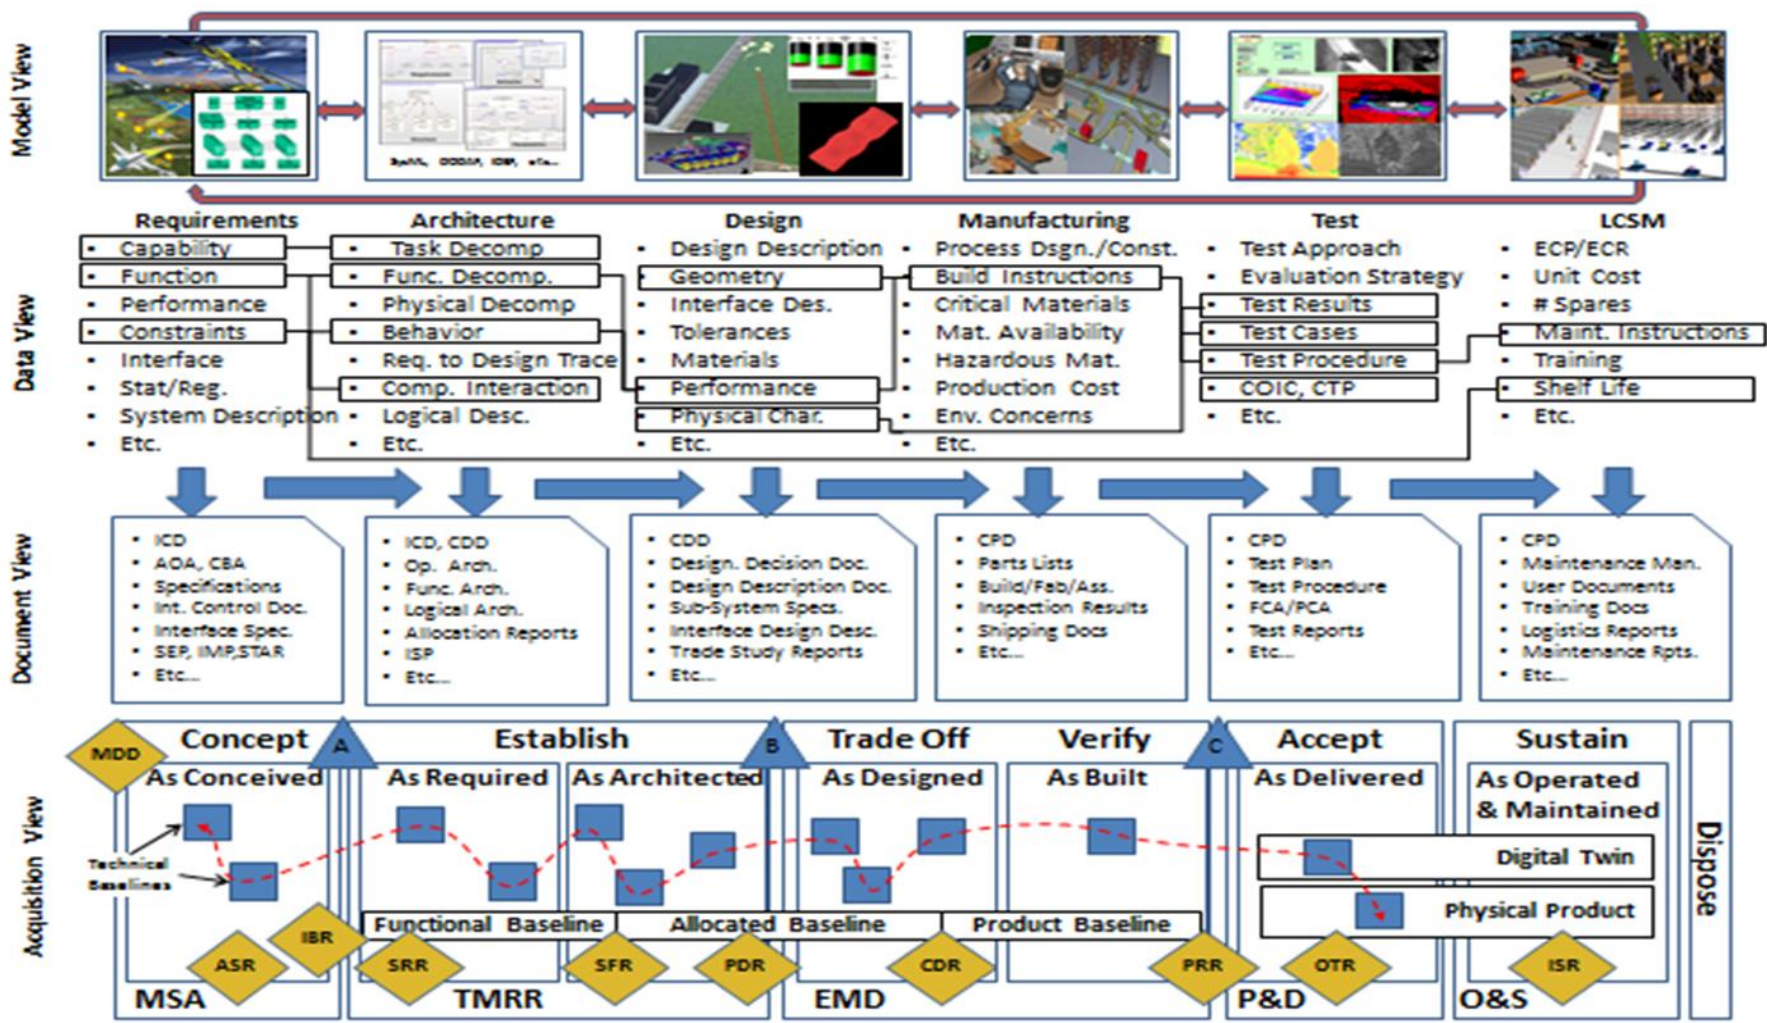 Model View
SysML, DODAF, IDEF, etc...
Requirements
• Capability
• Function
• Performance
• Constraints
• Interface
• Stat/Reg.
• System Description
• Etc.
Architecture
• Task Decomp
• Func. Decomp.
• Physical Decomp
• Behavior
• Req. to Design Trace
• Comp. Interaction
• Logical Desc.
• Etc.
Design
• Design Description
• Geometry
• Interface Des.
• Tolerances
• Materials
• Performance
• Physical Char.
• Etc.
Manufacturing
• Process Dsgn./Const.
• Build Instructions
• Critical Materials
• Mat. Availability
• Hazardous Mat.
• Production Cost
• Env. Concerns
• Etc.
Test
• Test Approach
• Evaluation Strategy
• Test Results
• Test Cases
• Test Procedure
• COIC, CTP
• Etc.
LCSM
• ECP/ECR
• Unit Cost
• # Spares
• Maint. Instructions
• Training
• Shelf Life
• Etc.
Data View
Document View
• ICD
• AOA, CBA
• Specifications
• Int. Control Doc.
• Interface Spec.
• SEP, IMP,STAR
• Etc...
• ICD, CDD
• Op. Arch.
• Func. Arch.
• Logical Arch.
• Allocation Reports
• ISP
• Etc...
• CDD
• Design. Decision Doc.
• Design Description Doc.
• Sub-System Specs.
• Interface Design Desc.
• Trade Study Reports
• Etc...
• CPD
• Parts Lists
• Build/Fab/Ass.
• Inspection Results
• Shipping Docs
• Etc...
• CPD
• Test Plan
• Test Procedure
• FCA/PCA
• Test Reports
• Etc...
• CPD
• Maintenance Man.
• User Documents
• Training Docs
• Logistics Reports
• Maintenance Rpts.
• Etc...
Acquisition View
MDD
Concept
A
Establish
B
Trade Off
Verify
C
Accept
Sustain
As Conceived
As Required
As Architected
As Designed
As Built
As Delivered
As Operated
& Maintained
Technical
Baselines
Digital Twin
Physical Product
Dispose
Functional Baseline
Allocated Baseline
Product Baseline
ASR
IBR
SRR
SFR
PDR
CDR
PRR
OTR
ISR
MSA
TMRR
EMD
P&D
O&S